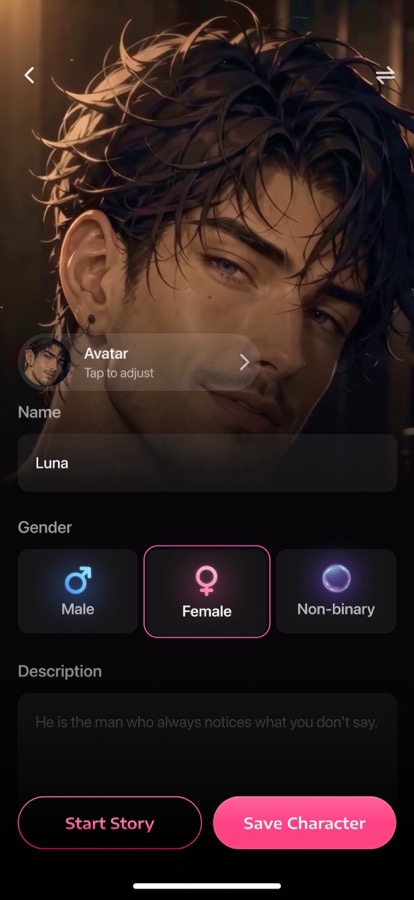 Avatar
Tap to adjust
Name
Luna
Gender
Male
Female
Non-binary
Description
He is the man who always notices what you don't say.
Start Story
Save Character